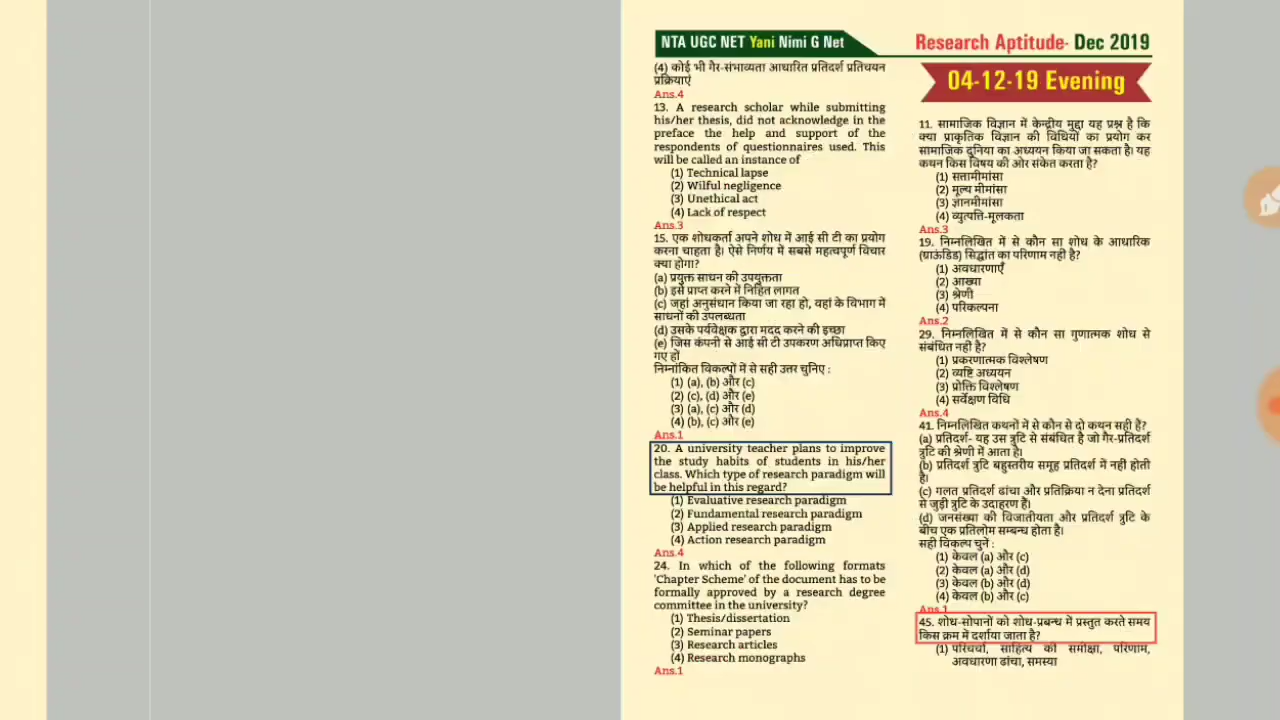 NTA UGC NET Yani Nimi G Net
Research Aptitude- Dec 2019
(4) कोई भी गैर-संभाव्यता आधारित प्रतिदर्श प्रतिचयन
प्रक्रियाएं
Ans.4
13. A research scholar while submitting
his/her thesis, did not acknowledge in the
preface the help and support of the
respondents of questionnaires used. This
will be called an instance of
(1) Technical lapse
(2) Wilful negligence
(3) Unethical act
(4) Lack of respect
Ans.3
15. एक शोधकर्ता अपने शोध में आई सी टी का प्रयोग
करना चाहता है। ऐसे निर्णय में सबसे महत्वपूर्ण विचार
क्या होगा?
(a) प्रयुक्त साधन की उपयुक्तता
(b) इसे प्राप्त करने में निहित लागत
(c) जहां अनुसंधान किया जा रहा हो, वहां के विभाग में
साधनों की उपलब्धता
(d) उसके पर्यवेक्षक द्वारा मदद करने की इच्छा
(e) जिस कंपनी से आई सी टी उपकरण अधिप्राप्त किए
गए हों
निम्नांकित विकल्पों में से सही उत्तर चुनिए :
(1) (a), (b) और (c)
(2) (c), (d) और (e)
(3) (a), (c) और (d)
(4) (b), (c) और (e)
Ans.1
20. A university teacher plans to improve
the study habits of students in his/her
class. Which type of research paradigm will
be helpful in this regard?
(1) Evaluative research paradigm
(2) Fundamental research paradigm
(3) Applied research paradigm
(4) Action research paradigm
Ans.4
24. In which of the following formats
'Chapter Scheme' of the document has to be
formally approved by a research degree
committee in the university?
(1) Thesis/dissertation
(2) Seminar papers
(3) Research articles
(4) Research monographs
Ans.1
04-12-19 Evening
11. सामाजिक विज्ञान में केन्द्रीय मुद्दा यह प्रश्न है कि
क्या प्राकृतिक विज्ञान की विधियों का प्रयोग कर
सामाजिक दुनिया का अध्ययन किया जा सकता है। यह
कथन किस विषय की ओर संकेत करता है?
(1) सत्तामीमांसा
(2) मूल्य मीमांसा
(3) ज्ञानमीमांसा
(4) व्युत्पत्ति-मूलकता
Ans.3
19. निम्नलिखित में से कौन सा शोध के आधारिक
(ग्राऊंडिड) सिद्धांत का परिणाम नही है?
(1) अवधारणाएँ
(2) आख्या
(3) श्रेणी
(4) परिकल्पना
Ans.2
29. निम्नलिखित में से कौन सा गुणात्मक शोध से
संबंधित नहीं है?
(1) प्रकरणात्मक विश्लेषण
(2) व्यष्टि अध्ययन
(3) प्रोक्ति विश्लेषण
(4) सर्वेक्षण विधि
Ans.4
41. निम्नलिखित कथनों में से कौन से दो कथन सही है?
(a) प्रतिदर्श- यह उस त्रुटि से संबंधित है जो गैर-प्रतिदर्श
त्रुटि की श्रेणी में आता है।
(b) प्रतिदर्श त्रुटि बहुस्तरीय समूह प्रतिदर्श में नहीं होती
है।
(c) गलत प्रतिदर्श ढांचा और प्रतिक्रिया न देना प्रतिदर्श
से जुड़ी त्रुटि के उदाहरण हैं।
(d) जनसंख्या की विजातीयता और प्रतिदर्श त्रुटि के
बीच एक प्रतिलोम सम्बन्ध होता है।
सही विकल्प चुनें :
(1) केवल (a) और (c)
(2) केवल (a) और (d)
(3) केवल (b) और (d)
(4) केवल (b) और (c)
Ans.1
45. शोध-सोपानों को शोध-प्रबन्ध में प्रस्तुत करते समय
किस क्रम में दर्शाया जाता है?
(1) परिचर्चा, साहित्य की समीक्षा, परिणाम,
अवधारणा ढांचा, समस्या